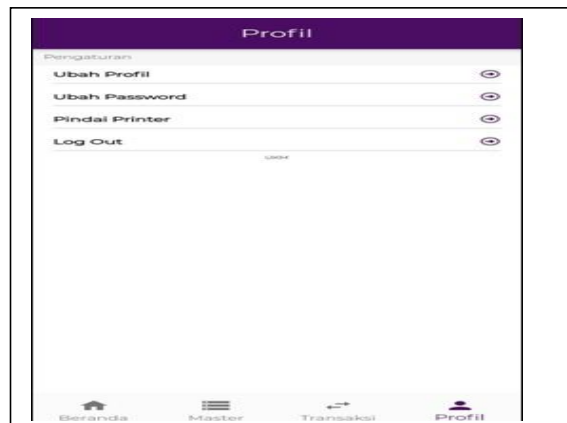 Profil
Pengaturan
Ubah Profil
Ubah Password
Pindai Printer
Log Out
Beranda Master Transaksi Profil